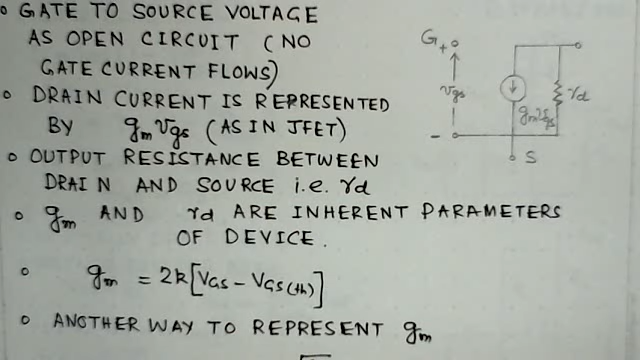 o GATE TO SOURCE VOLTAGE
AS OPEN CIRCUIT (NO
GATE CURRENT FLOWS)
o DRAIN CURRENT IS REPRESENTED
BY gm Vgs (AS IN JFET)
o OUTPUT RESISTANCE BETWEEN
DRAIN AND SOURCE i.e. rd
o gm AND rd ARE INHERENT PARAMETERS
OF DEVICE.
o gm = 2k[VGS - VGS(th)]
o ANOTHER WAY TO REPRESENT gm
G +
Vgs
-
gmVgs
rd
S